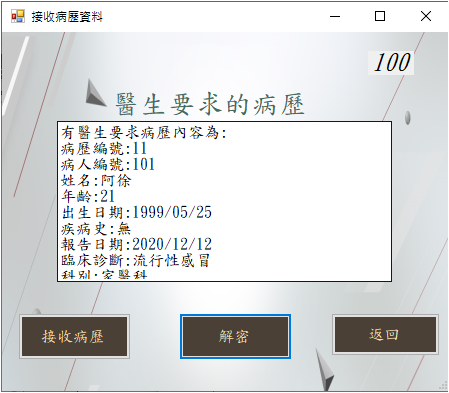 接收病歷資料
100
醫生要求的病歷
有醫生要求病歷內容為:
病歷編號:11
病人編號:101
姓名:阿徐
年齡:21
出生日期:1999/05/25
疾病史:無
報告日期:2020/12/12
臨床診斷:流行性感冒
科別:家醫科
接收病歷
解密
返回